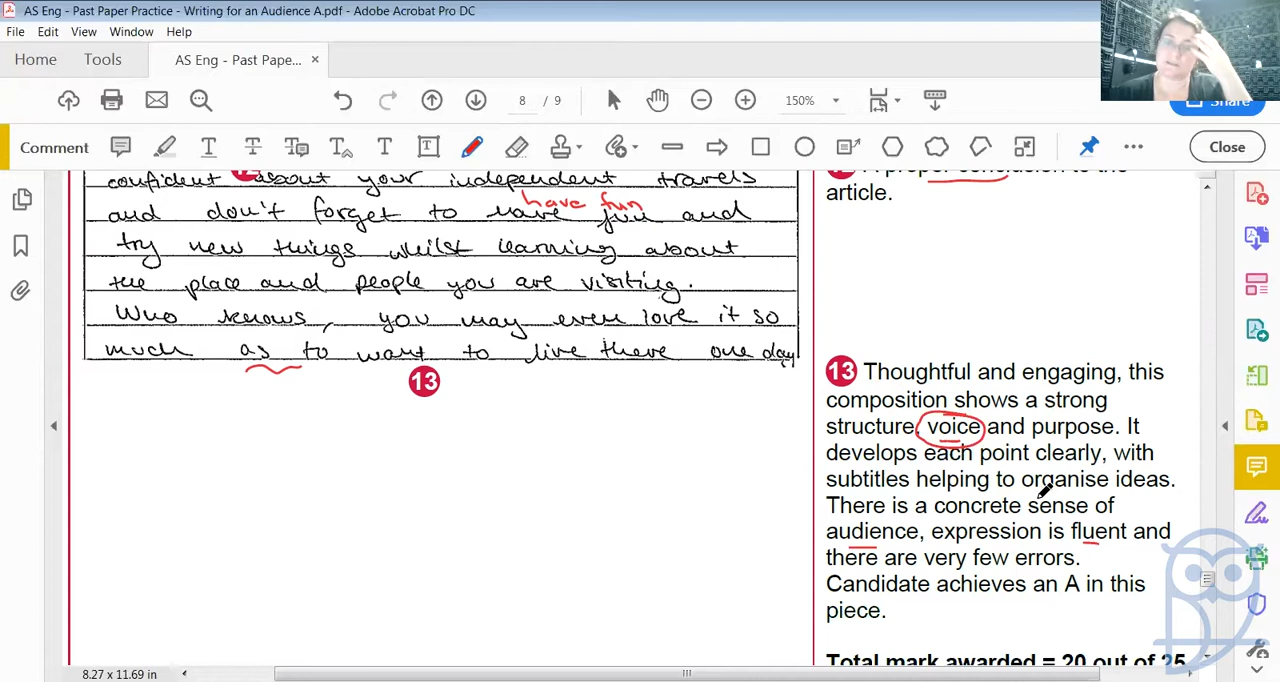 AS Eng - Past Paper Practice - Writing for an Audience A.pdf - Adobe Acrobat Pro DC
File Edit View Window Help
Home Tools AS Eng - Past Pape... ×
8 / 9 150%
Share
Comment Close
confident about your independent travels
have fun
and don't forget to have fun and
try new things whilst learning about
the place and people you are visiting.
Who knows, you may even love it so
much as to want to live there one day
13
A proper conclusion to the
article.
13 Thoughtful and engaging, this
composition shows a strong
structure, voice and purpose. It
develops each point clearly, with
subtitles helping to organise ideas.
There is a concrete sense of
audience, expression is fluent and
there are very few errors.
Candidate achieves an A in this
piece.
Total mark awarded = 20 out of 25
8.27 x 11.69 in